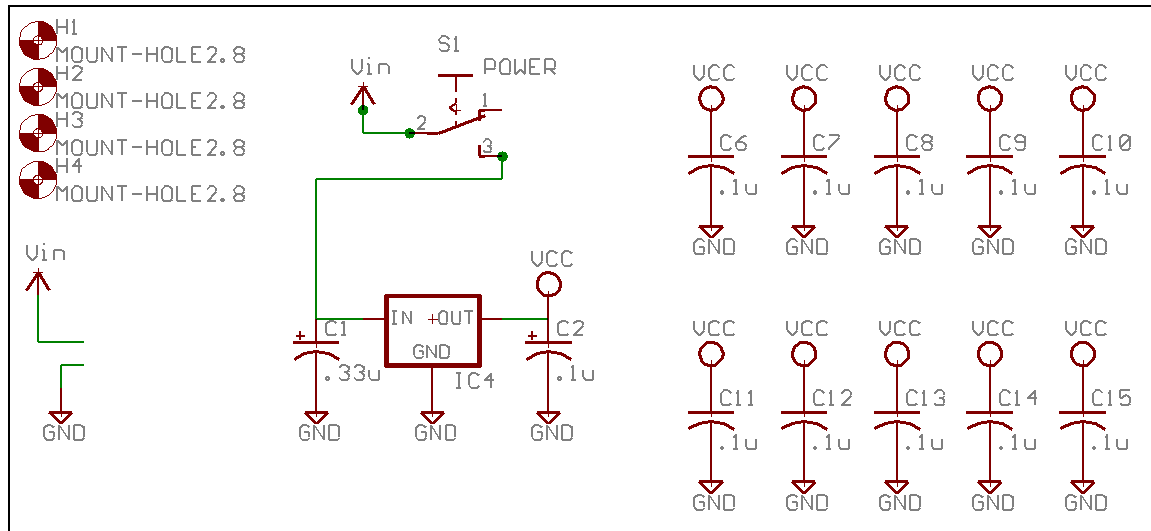 H1
MOUNT-HOLE2.8
H2
MOUNT-HOLE2.8
H3
MOUNT-HOLE2.8
H4
MOUNT-HOLE2.8
Vin
GND
S1
Vin
POWER
1
2
3
VCC
C1
.33u
IN
+OUT
GND
IC4
C2
.1u
GND
GND
GND
VCC VCC VCC VCC VCC
C6 C7 C8 C9 C10
.1u .1u .1u .1u .1u
GND GND GND GND GND
VCC VCC VCC VCC VCC
C11 C12 C13 C14 C15
.1u .1u .1u .1u .1u
GND GND GND GND GND